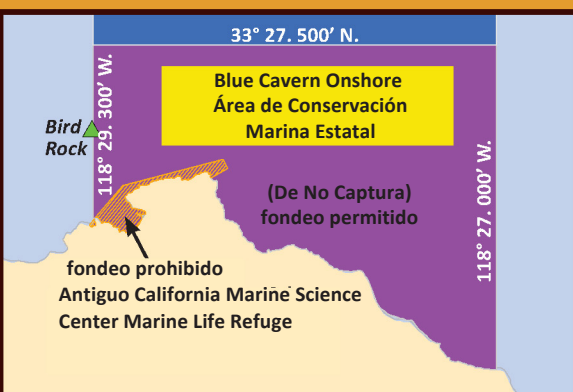 33° 27. 500’ N.
Blue Cavern Onshore
Área de Conservación
Marina Estatal
118° 29. 300’ W.
Bird
Rock
(De No Captura)
fondeo permitido
118° 27. 000’ W.
fondeo prohibido
Antiguo California Marine Science
Center Marine Life Refuge